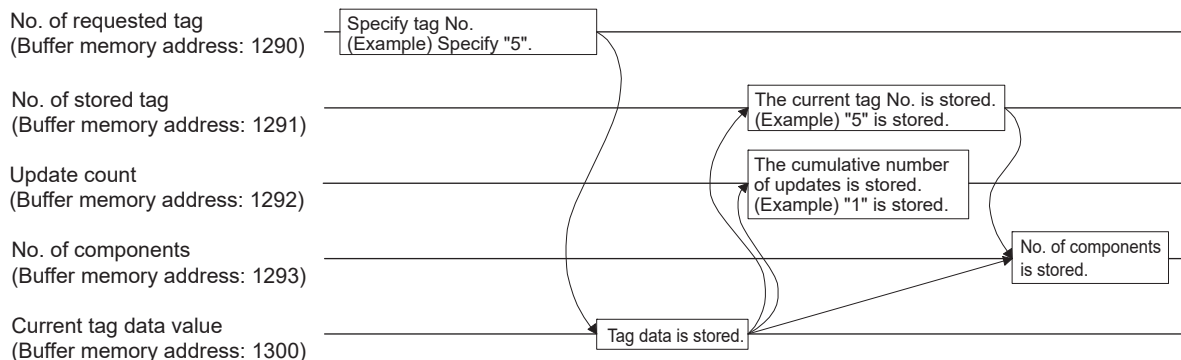 No. of requested tag
(Buffer memory address: 1290)
Specify tag No.
(Example) Specify "5".
No. of stored tag
(Buffer memory address: 1291)
The current tag No. is stored.
(Example) "5" is stored.
Update count
(Buffer memory address: 1292)
The cumulative number
of updates is stored.
(Example) "1" is stored.
No. of components
(Buffer memory address: 1293)
No. of components
is stored.
Current tag data value
(Buffer memory address: 1300)
Tag data is stored.